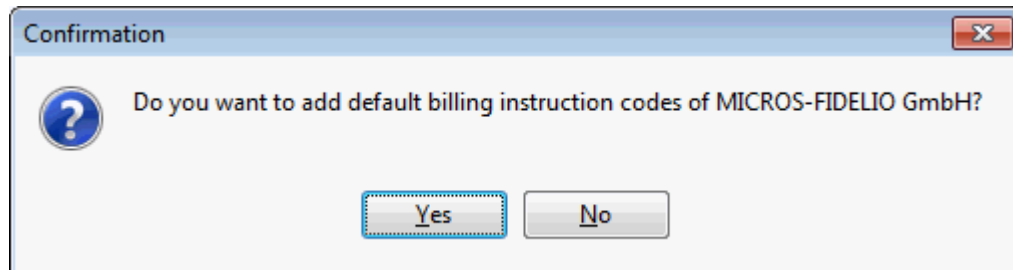 Confirmation
Do you want to add default billing instruction codes of MICROS-FIDELIO GmbH?
Yes
No